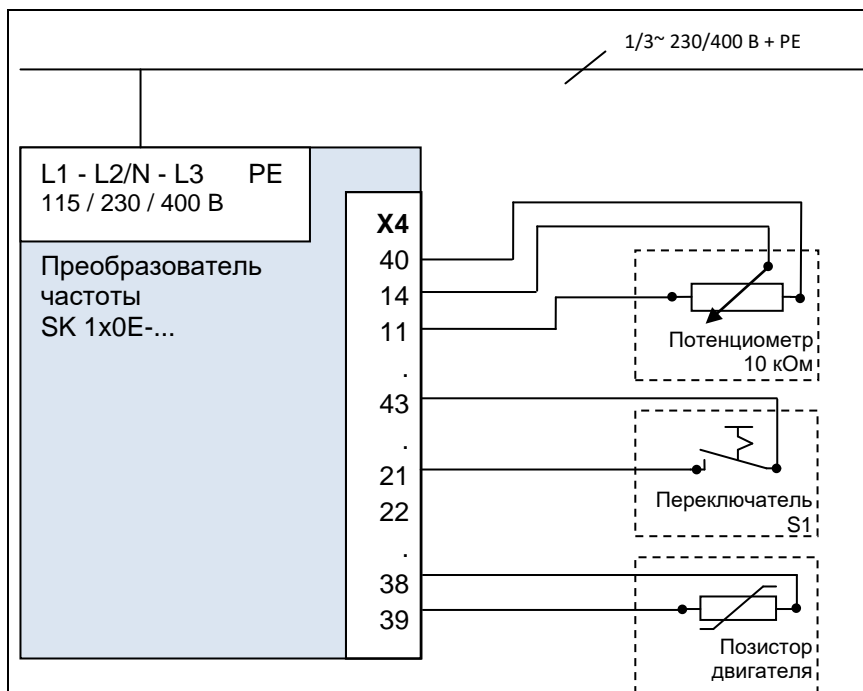 1/3~ 230/400 В + PE
L1 - L2/N - L3 PE
115 / 230 / 400 В
Преобразователь
частоты
SK 1x0E-...
X4
40
14
11
.
43
.
21
22
.
38
39
Потенциометр
10 кОм
Переключатель
S1
Позистор
двигателя